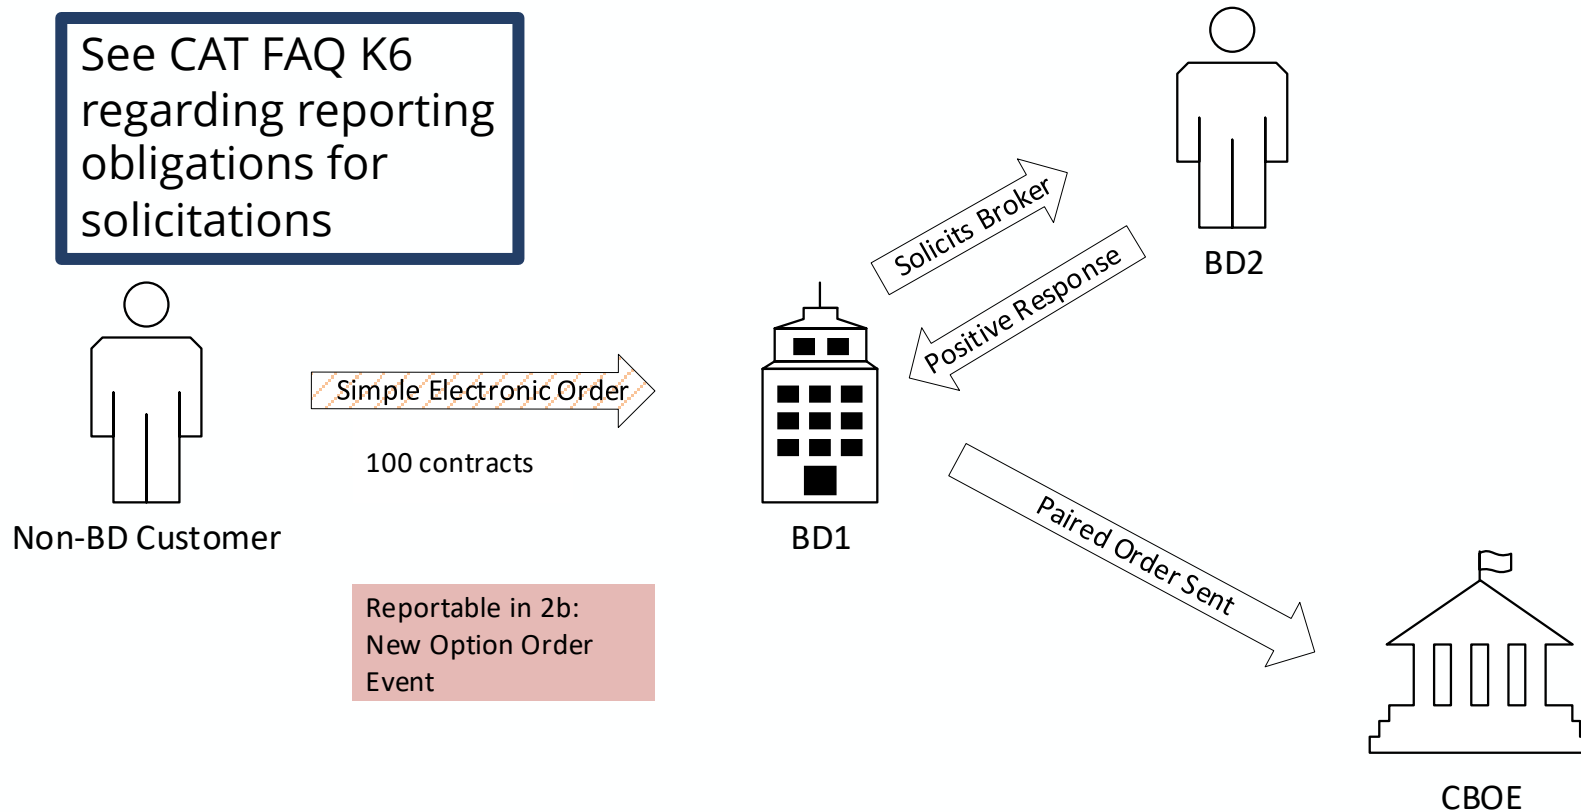 See CAT FAQ K6
regarding reporting
obligations for
solicitations
Solicits Broker
BD2
Positive Response
Simple Electronic Order
100 contracts
Non-BD Customer
BD1
Paired Order Sent
Reportable in 2b:
New Option Order
Event
CBOE